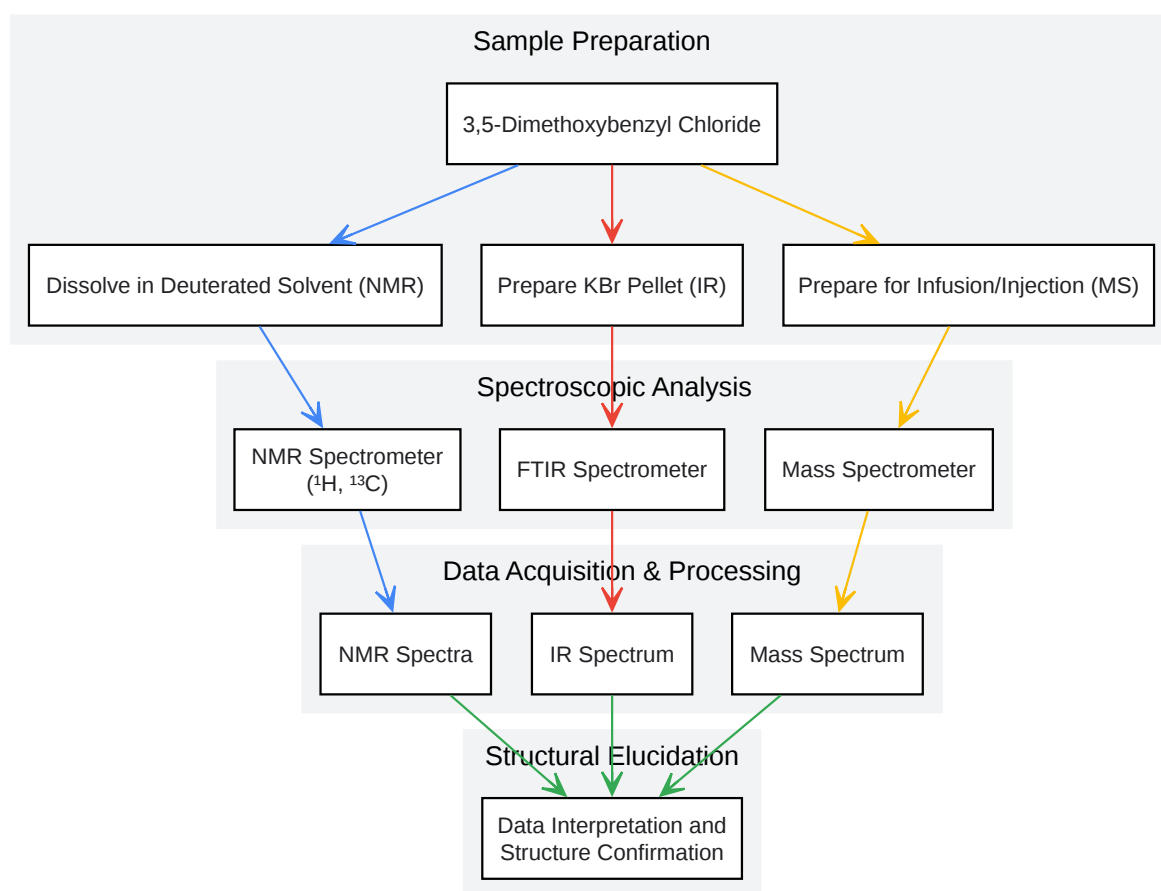 Sample Preparation
3,5-Dimethoxybenzyl Chloride
Dissolve in Deuterated Solvent (NMR)
Prepare KBr Pellet (IR)
Prepare for Infusion/Injection (MS)
Spectroscopic Analysis
NMR Spectrometer
(¹H, ¹³C)
FTIR Spectrometer
Mass Spectrometer
Data Acquisition & Processing
NMR Spectra
IR Spectrum
Mass Spectrum
Structural Elucidation
Data Interpretation and
Structure Confirmation